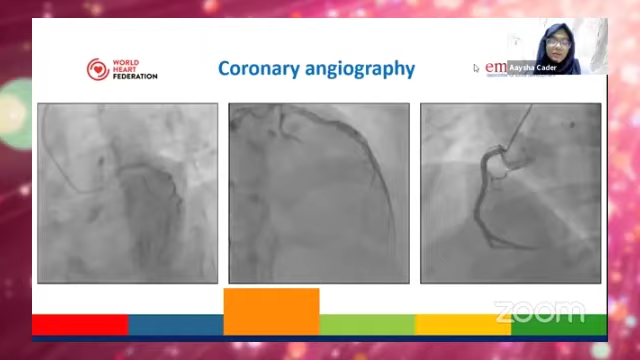 WORLD
HEART
FEDERATION
Coronary angiography
em
Aaysha Cader
zoom